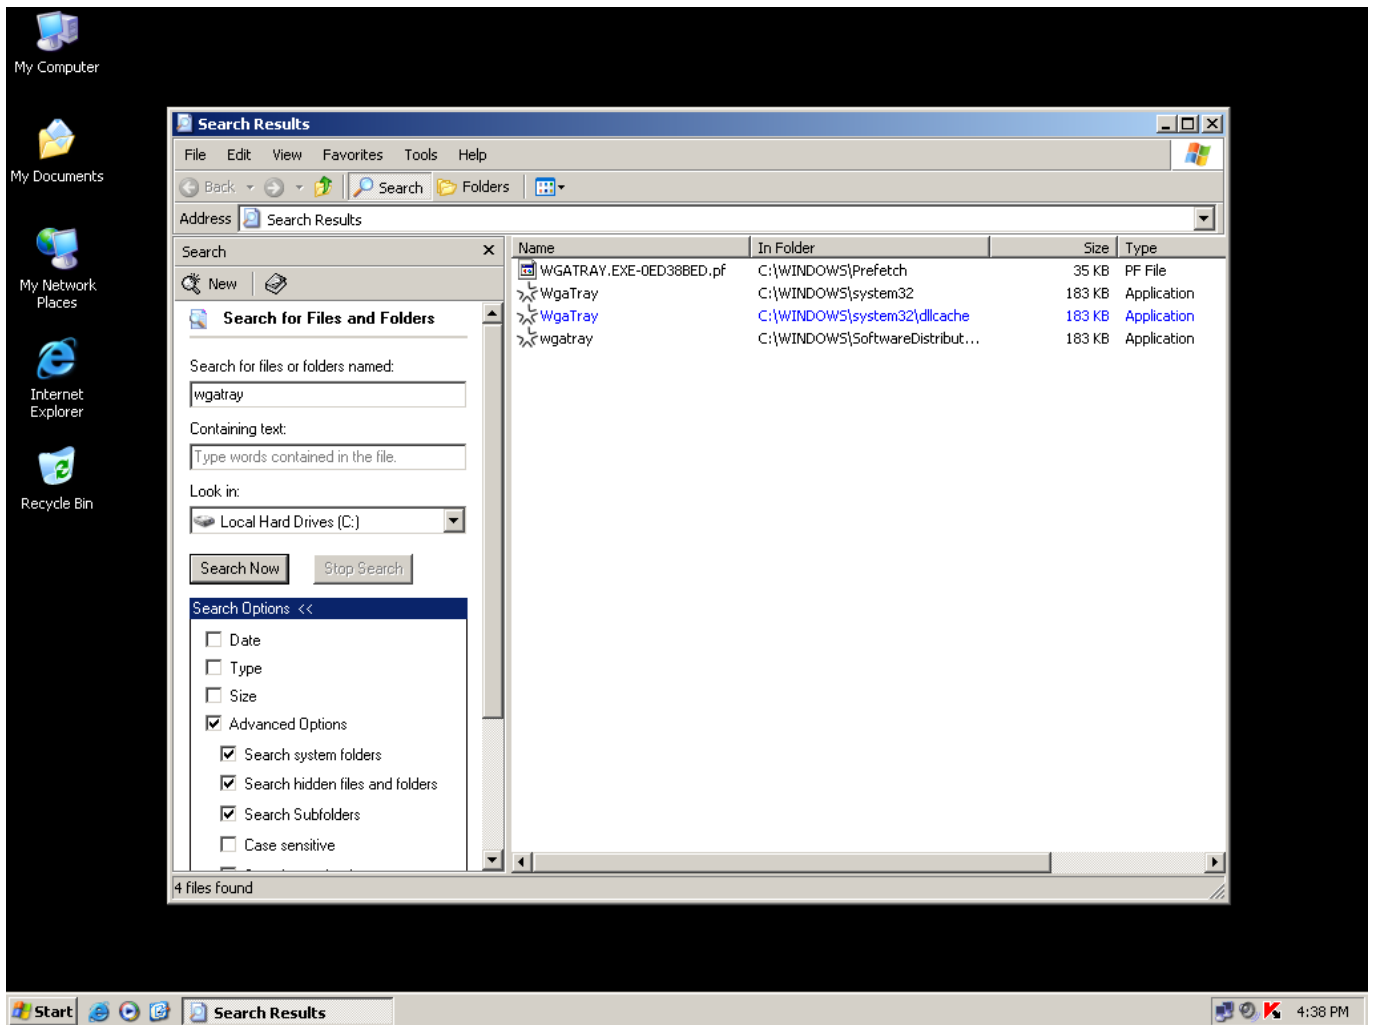 My Computer
My Documents
My Network
Places
Internet
Explorer
Recycle Bin
Search Results
File Edit View Favorites Tools Help
Back Search Folders
Address Search Results
Search
New
Search for Files and Folders
Search for files or folders named:
wgatray
Containing text:
Type words contained in the file.
Look in:
Local Hard Drives (C:)
Search Now Stop Search
Search Options <<
Date
Type
Size
Advanced Options
Search system folders
Search hidden files and folders
Search Subfolders
Case sensitive
Name In Folder Size Type
WGATRAY.EXE-0ED38BED.pf C:\WINDOWS\Prefetch 35 KB PF File
WgaTray C:\WINDOWS\system32 183 KB Application
WgaTray C:\WINDOWS\system32\dllcache 183 KB Application
wgatray C:\WINDOWS\SoftwareDistribut... 183 KB Application
4 files found
Start Search Results 4:38 PM